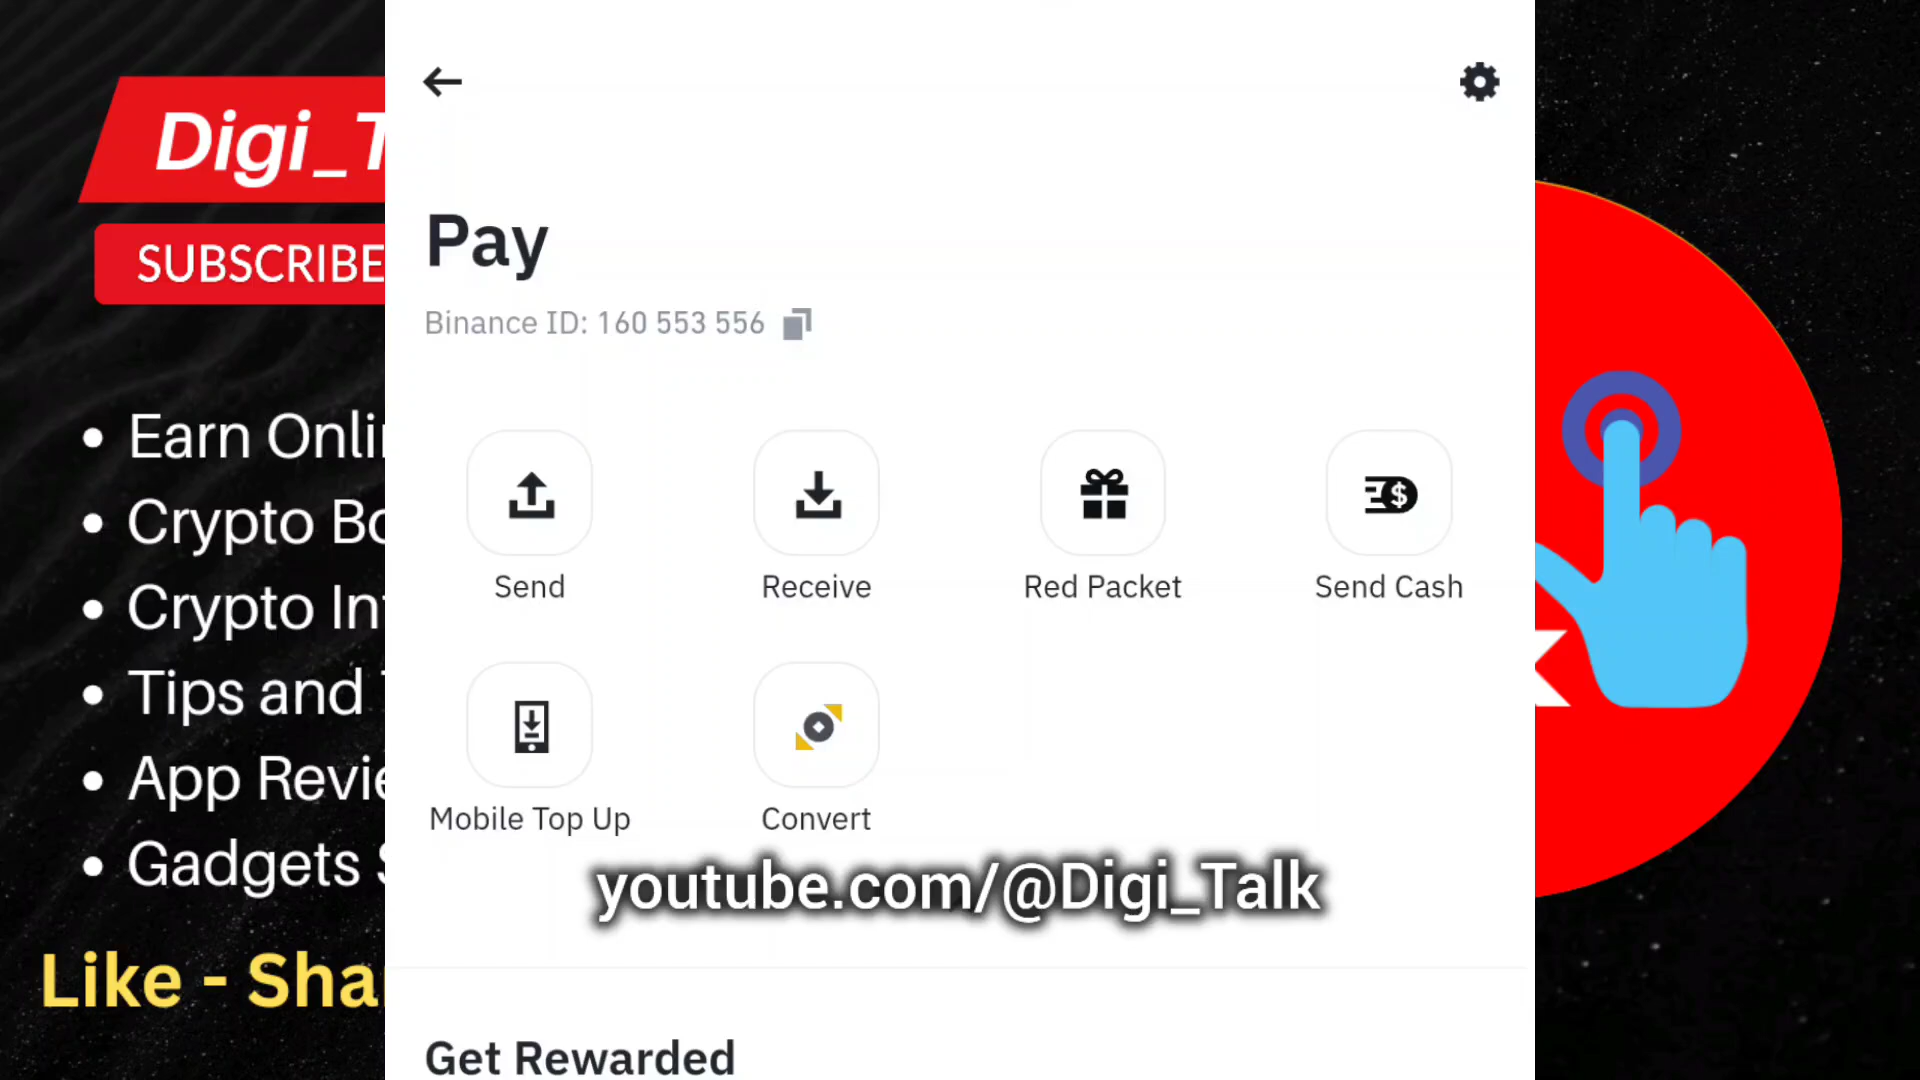 Digi_T
SUBSCRIBE
Earn Onli
Crypto Bo
Crypto In
Tips and
App Revie
Gadgets S
Like - Sha
Pay
Binance ID: 160 553 556
Send
Receive
Red Packet
Send Cash
Mobile Top Up
Convert
youtube.com/@Digi_Talk
Get Rewarded